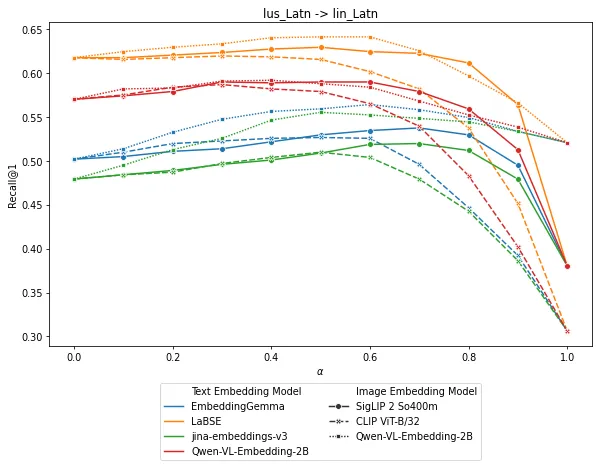 lus_Latn -> lin_Latn
Recall@1
0.65
0.60
0.55
0.50
0.45
0.40
0.35
0.30
0.0 0.2 0.4 0.6 0.8 1.0
α
Text Embedding Model Image Embedding Model
EmbeddingGemma SigLIP 2 So400m
LaBSE CLIP ViT-B/32
jina-embeddings-v3 Qwen-VL-Embedding-2B
Qwen-VL-Embedding-2B